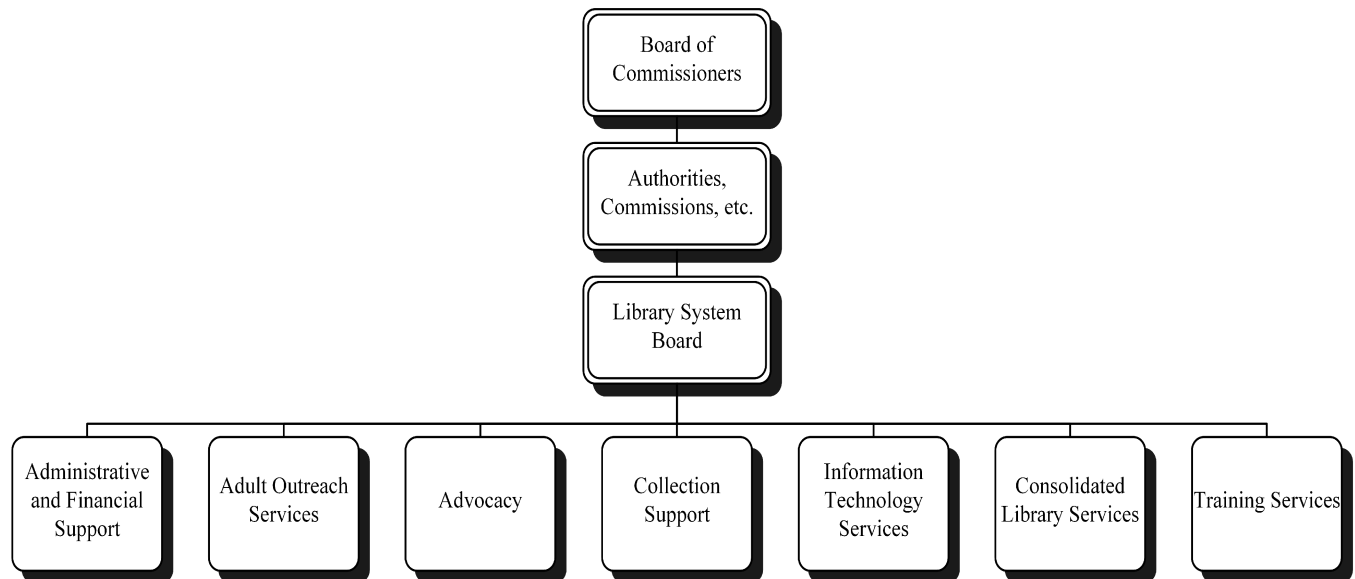 Board of
Commissioners
Authorities,
Commissions, etc.
Library System
Board
Administrative
and Financial
Support
Adult Outreach
Services
Advocacy
Collection
Support
Information
Technology
Services
Consolidated
Library Services
Training Services